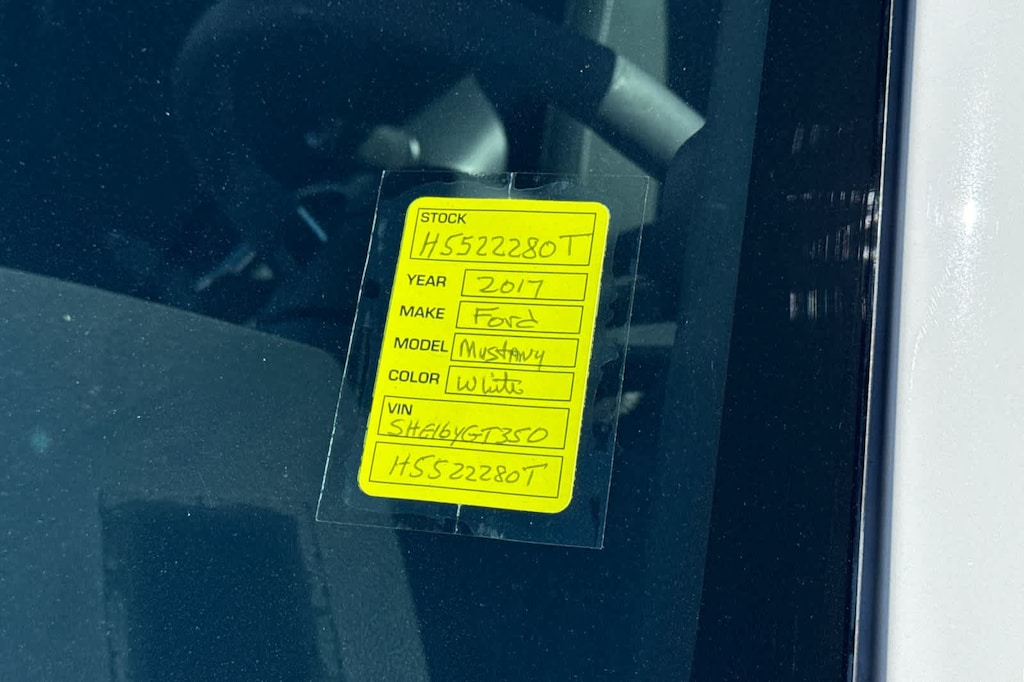 STOCK
H5522280T
YEAR 2017
MAKE Ford
MODEL Mustang
COLOR White
VIN
SHElbyGT350
H5522280T